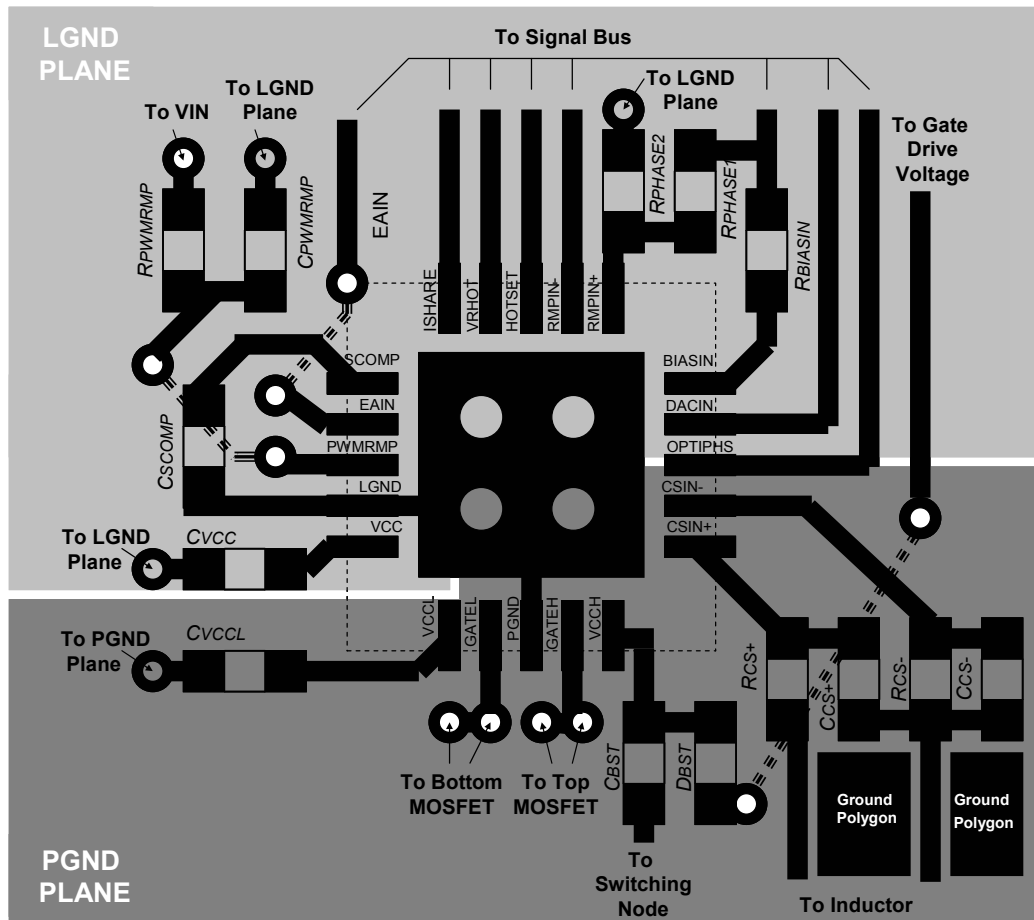 LGND
PLANE
To Signal Bus
To VIN
To LGND
Plane
To LGND
Plane
To Gate
Drive
Voltage
RPWMRMP
CPWMRMP
EAIN
RPHASE2
RPHASE1
RBIASIN
ISHARE
VRHOT
HOTSET
RMPIN-
RMPIN+
SCOMP
EAIN
PWMRMP
LGND
VCC
BIASIN
DACIN
OPTIPHS
CSIN-
CSIN+
CSCOMP
To LGND
Plane
CVCC
VCCL
GATEL
PGND
GATEH
VCCH
To PGND
Plane
CVCCL
RCS+
CCS+
RCS-
CCS-
To Bottom
MOSFET
To Top
MOSFET
CBST
DBST
Ground
Polygon
Ground
Polygon
PGND
PLANE
To
Switching
Node
To Inductor